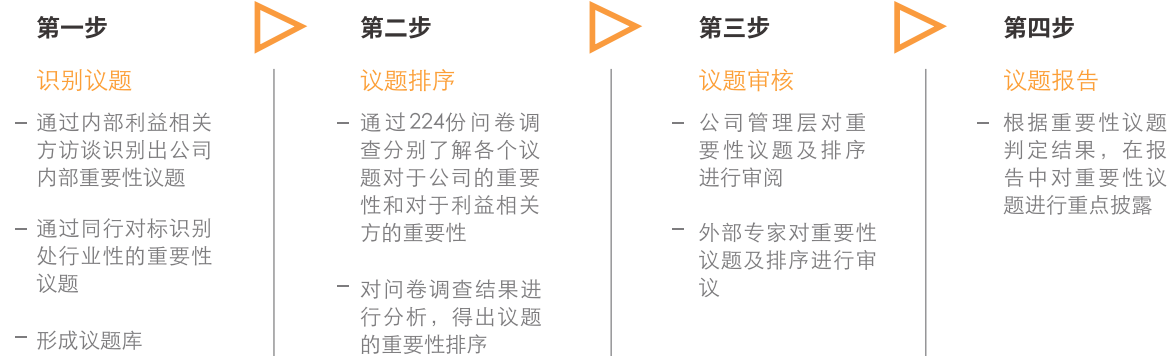 第一步
识别议题
– 通过内部利益相关
方访谈识别出公司
内部重要性议题
– 通过同行对标识别
处行业性的重要性
议题
– 形成议题库
第二步
议题排序
– 通过224份问卷调
查分别了解各个议
题对于公司的重要
性和对于利益相关
方的重要性
– 对问卷调查结果进
行分析，得出议题
的重要性排序
第三步
议题审核
– 公司管理层对重
要性议题及排序
进行审阅
– 外部专家对重要性
议题及排序进行审
议
第四步
议题报告
– 根据重要性议题
判定结果，在报
告中对重要性议
题进行重点披露